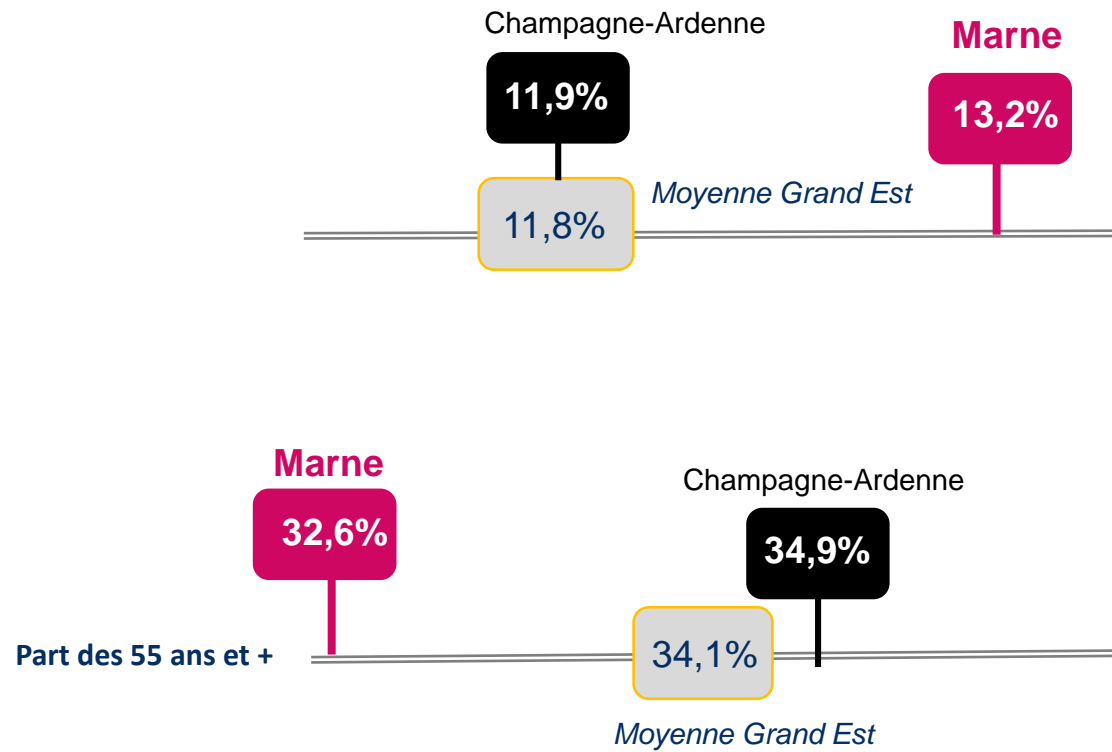 Champagne-Ardenne
Marne
11,9%
13,2%
Moyenne Grand Est
11,8%
Marne
Champagne-Ardenne
32,6%
34,9%
Part des 55 ans et +
34,1%
Moyenne Grand Est